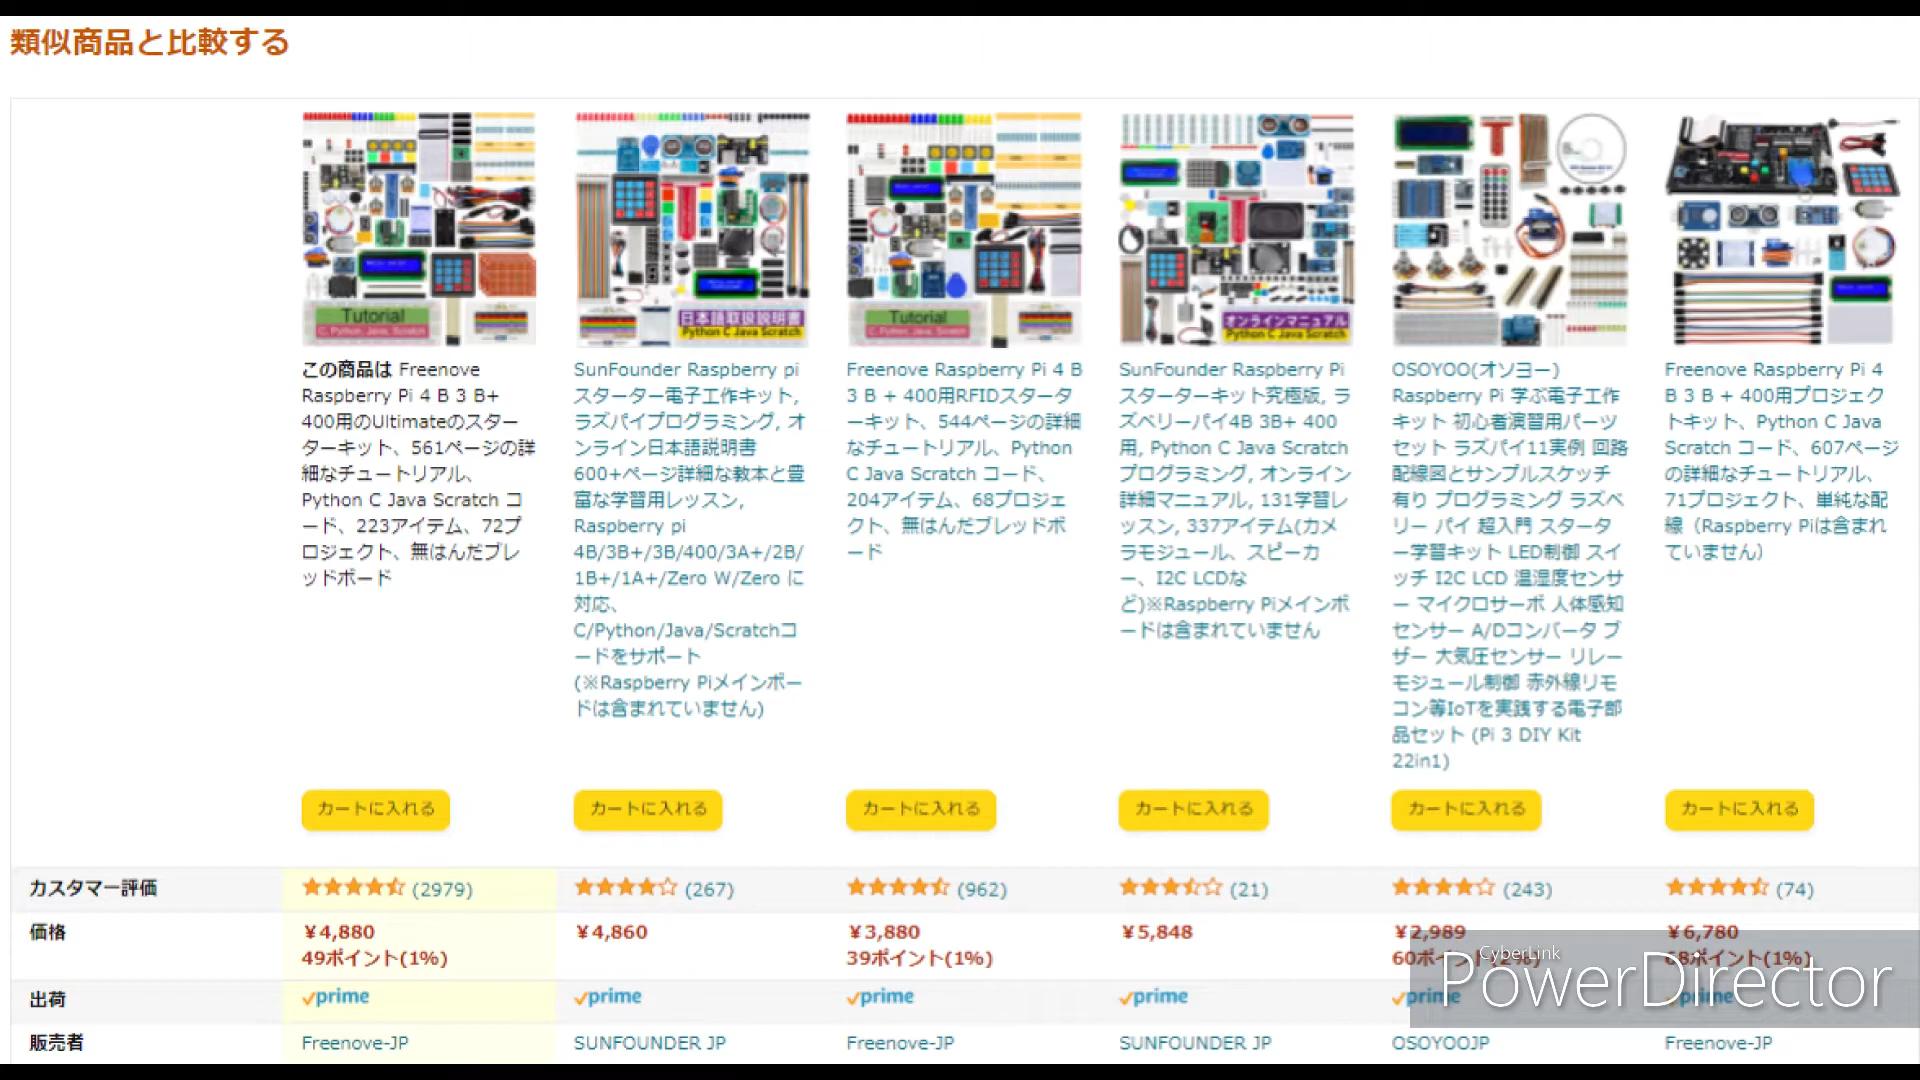 類似商品と比較する
Tutorial
C, Python, Java, Scratch
日本語取扱説明書
Python C Java Scratch
Tutorial
C, Python, Java, Scratch
オンラインマニュアル
Python C Java Scratch
この商品は Freenove
Raspberry Pi 4 B 3 B+
400用のUltimateのスター
ターキット、561ページの詳
細なチュートリアル、
Python C Java Scratch コ
ード、223アイテム、72プ
ロジェクト、無はんだブレ
ッドボード
SunFounder Raspberry pi
スターター電子工作キット,
ラズパイプログラミング, オ
ンライン日本語説明書
600+ページ詳細な教本と豊
富な学習用レッスン,
Raspberry pi
4B/3B+/3B/400/3A+/2B/
1B+/1A+/Zero W/Zero に
対応、
C/Python/Java/Scratchコ
ードをサポート
(※Raspberry Piメインボー
ドは含まれていません)
Freenove Raspberry Pi 4 B
3 B + 400用RFIDスタータ
ーキット、544ページの詳細
なチュートリアル、Python
C Java Scratch コード、
204アイテム、68プロジェ
クト、無はんだブレッドボ
ード
SunFounder Raspberry Pi
スターターキット究極版, ラ
ズベリーパイ4B 3B+ 400
用, Python C Java Scratch
プログラミング, オンライン
詳細マニュアル, 131学習レ
ッスン, 337アイテム(カメ
ラモジュール、スピーカ
ー、I2C LCDな
ど)※Raspberry Piメインボ
ードは含まれていません
OSOYOO(オソヨー)
Raspberry Pi 学ぶ電子工作
キット 初心者演習用パーツ
セット ラズパイ11実例 回路
配線図とサンプルスケッチ
有り プログラミング ラズベ
リー パイ 超入門 スタータ
ー学習キット LED制御 スイ
ッチ I2C LCD 温湿度センサ
ー マイクロサーボ 人体感知
センサー A/Dコンバータ ブ
ザー 大気圧センサー リレー
モジュール制御 赤外線リモ
コン等IoTを実践する電子部
品セット (Pi 3 DIY Kit
22in1)
Freenove Raspberry Pi 4
B 3 B + 400用プロジェク
トキット、Python C Java
Scratch コード、607ページ
の詳細なチュートリアル、
71プロジェクト、単純な配
線（Raspberry Piは含まれ
ていません）
カートに入れる カートに入れる カートに入れる カートに入れる カートに入れる カートに入れる
カスタマー評価 (2979) (267) (962) (21) (243) (74)
価格 ￥4,880 ￥4,860 ￥3,880 ￥5,848 ￥2,989 ￥6,780
49ポイント(1%) 39ポイント(1%) 60ポイント(2%) 68ポイント(1%)
出荷 prime prime prime prime prime prime
販売者 Freenove-JP SUNFOUNDER JP Freenove-JP SUNFOUNDER JP OSOYOOJP Freenove-JP
CyberLink
PowerDirector